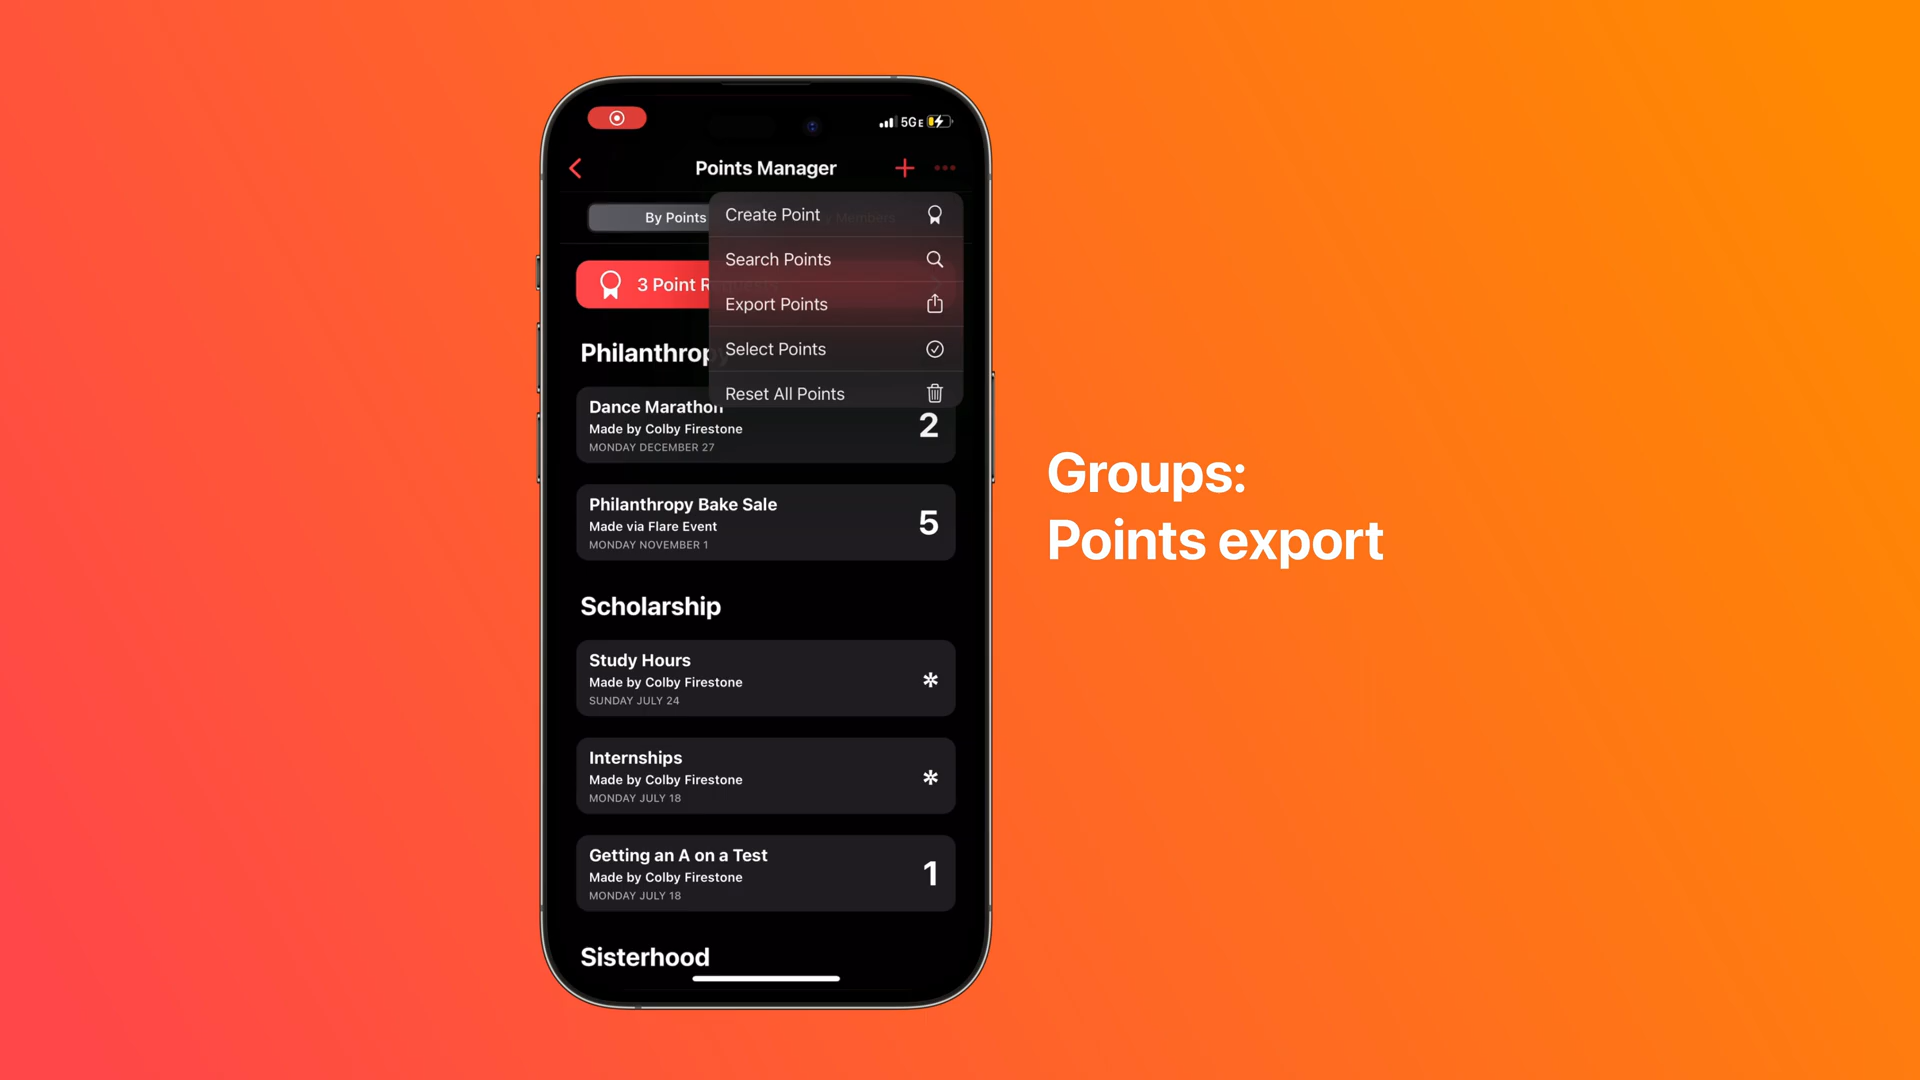 5GE
Points Manager
By Points
Members
Create Point
Search Points
3 Point R
Export Points
Philanthropy
Select Points
Reset All Points
Dance Marathon
2
Made by Colby Firestone
MONDAY DECEMBER 27
Philanthropy Bake Sale
5
Made via Flare Event
MONDAY NOVEMBER 1
Scholarship
Study Hours
*
Made by Colby Firestone
SUNDAY JULY 24
Internships
*
Made by Colby Firestone
MONDAY JULY 18
Getting an A on a Test
1
Made by Colby Firestone
MONDAY JULY 18
Sisterhood
Groups:
Points export